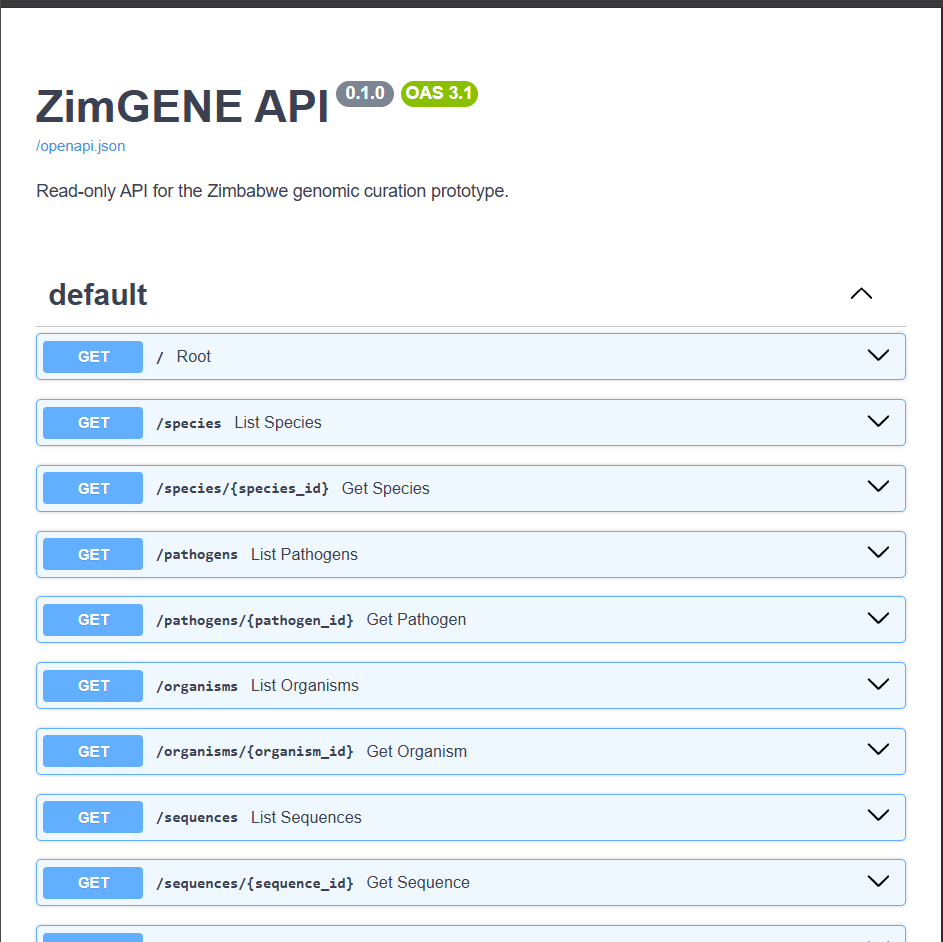 ZimGENE API 0.1.0 OAS 3.1
/openapi.json
Read-only API for the Zimbabwe genomic curation prototype.
default
GET / Root
GET /species List Species
GET /species/{species_id} Get Species
GET /pathogens List Pathogens
GET /pathogens/{pathogen_id} Get Pathogen
GET /organisms List Organisms
GET /organisms/{organism_id} Get Organism
GET /sequences List Sequences
GET /sequences/{sequence_id} Get Sequence